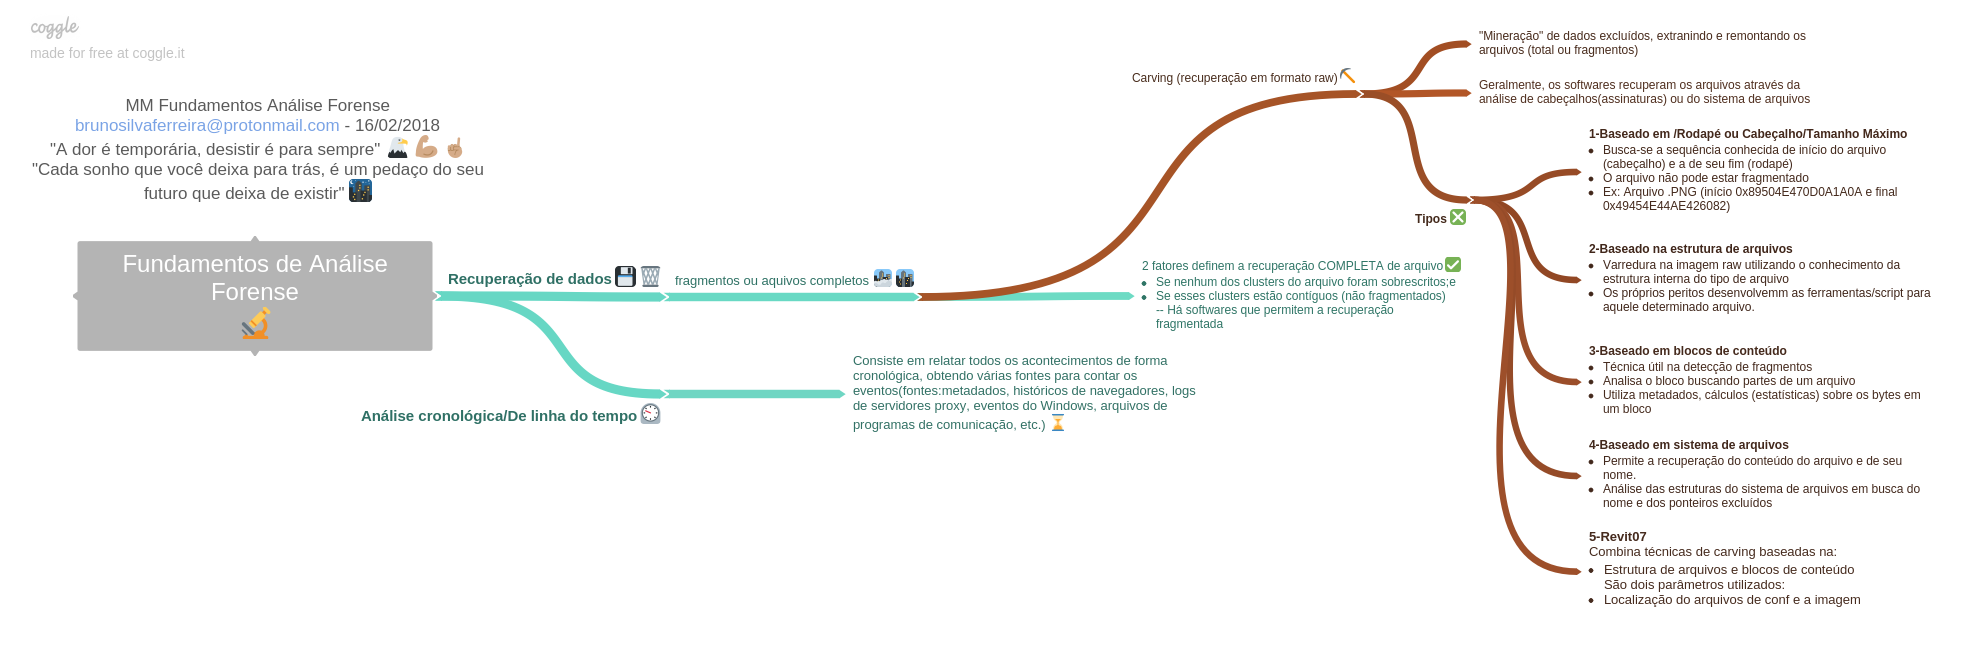 coggle
made for free at coggle.it
MM Fundamentos Análise Forense
brunosilvaferreira@protonmail.com - 16/02/2018
"A dor é temporária, desistir é para sempre"
"Cada sonho que você deixa para trás, é um pedaço do seu
futuro que deixa de existir"
Fundamentos de Análise
Forense
Recuperação de dados
fragmentos ou aquivos completos
Carving (recuperação em formato raw)
"Mineração" de dados excluídos, extranindo e remontando os
arquivos (total ou fragmentos)
Geralmente, os softwares recuperam os arquivos através da
análise de cabeçalhos(assinaturas) ou do sistema de arquivos
Tipos
1-Baseado em /Rodapé ou Cabeçalho/Tamanho Máximo
• Busca-se a sequência conhecida de início do arquivo
(cabeçalho) e a de seu fim (rodapé)
• O arquivo não pode estar fragmentado
• Ex: Arquivo .PNG (início 0x89504E470D0A1A0A e final
0x49454E44AE426082)
2-Baseado na estrutura de arquivos
• Varredura na imagem raw utilizando o conhecimento da
estrutura interna do tipo de arquivo
• Os próprios peritos desenvolvemm as ferramentas/script para
aquele determinado arquivo.
3-Baseado em blocos de conteúdo
• Técnica útil na detecção de fragmentos
• Analisa o bloco buscando partes de um arquivo
• Utiliza metadados, cálculos (estatísticas) sobre os bytes em
um bloco
4-Baseado em sistema de arquivos
• Permite a recuperação do conteúdo do arquivo e de seu
nome.
• Análise das estruturas do sistema de arquivos em busca do
nome e dos ponteiros excluídos
5-Revit07
Combina técnicas de carving baseadas na:
• Estrutura de arquivos e blocos de conteúdo
São dois parâmetros utilizados:
• Localização do arquivos de conf e a imagem
2 fatores definem a recuperação COMPLETA de arquivo
• Se nenhum dos clusters do arquivo foram sobrescritos;e
• Se esses clusters estão contíguos (não fragmentados)
-- Há softwares que permitem a recuperação
fragmentada
Análise cronológica/De linha do tempo
Consiste em relatar todos os acontecimentos de forma
cronológica, obtendo várias fontes para contar os
eventos(fontes:metadados, históricos de navegadores, logs
de servidores proxy, eventos do Windows, arquivos de
programas de comunicação, etc.)